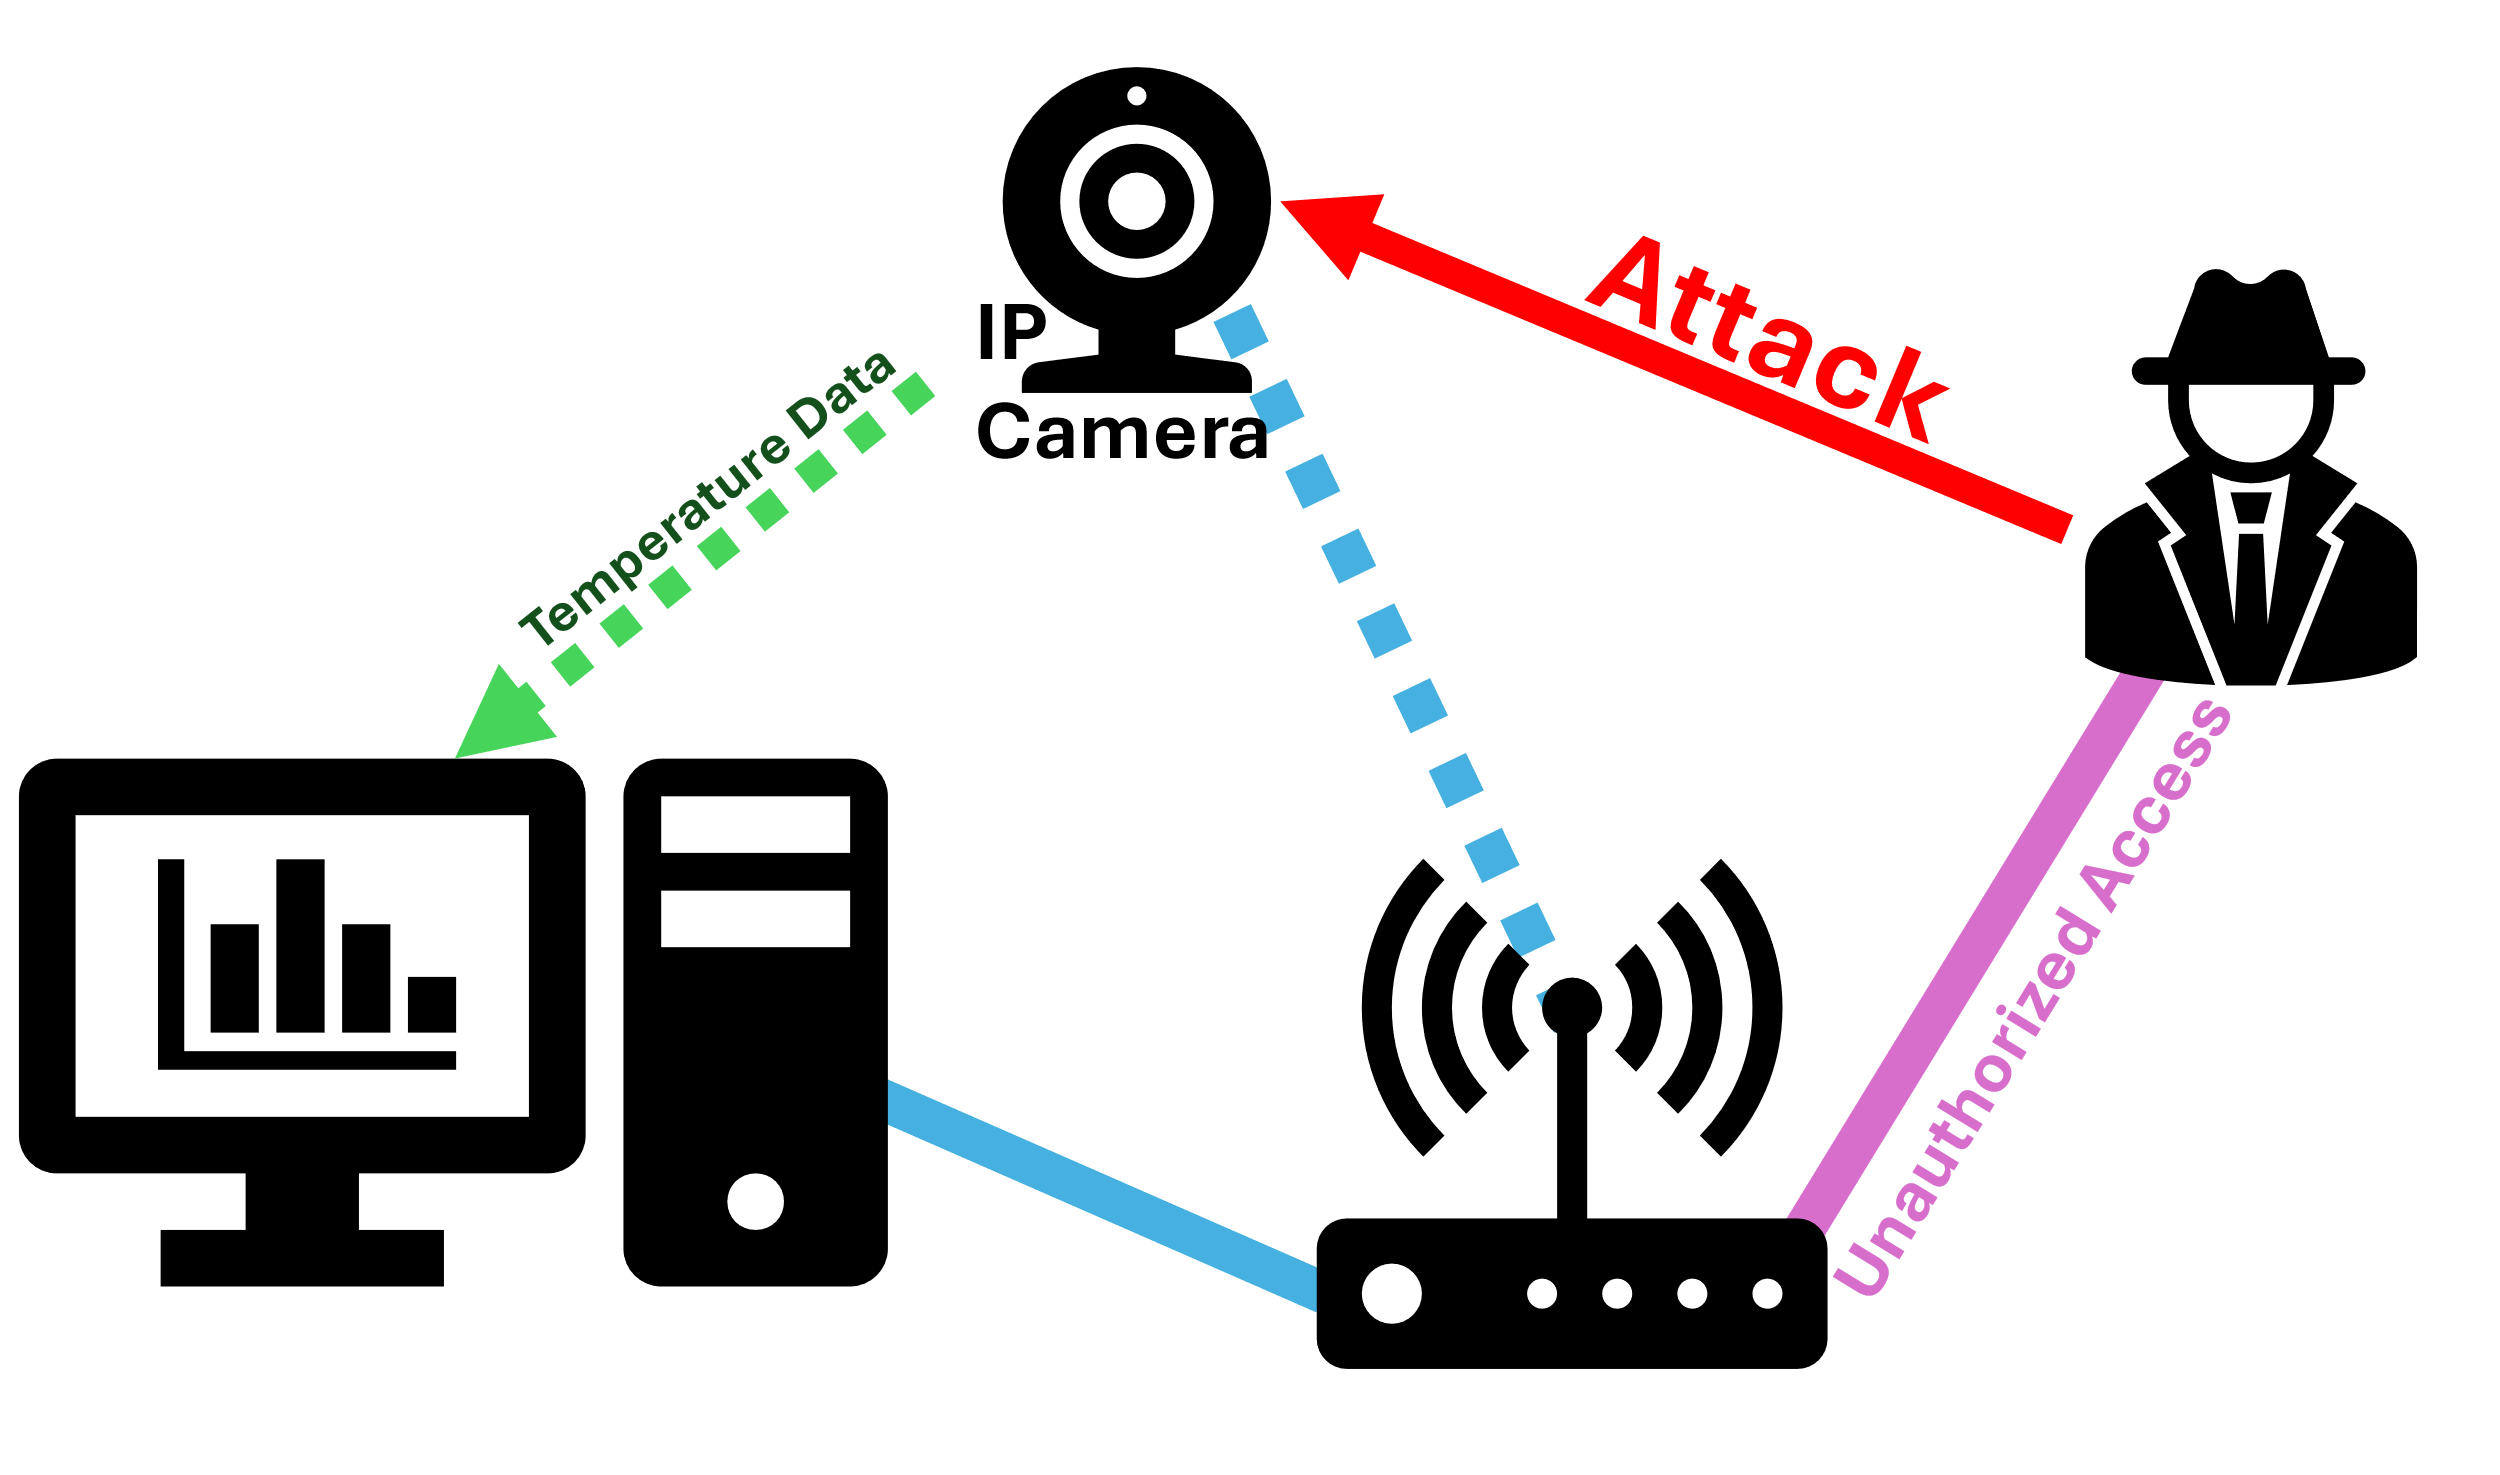 IP
Camera
Attack
Temperature Data
Unauthorized Access